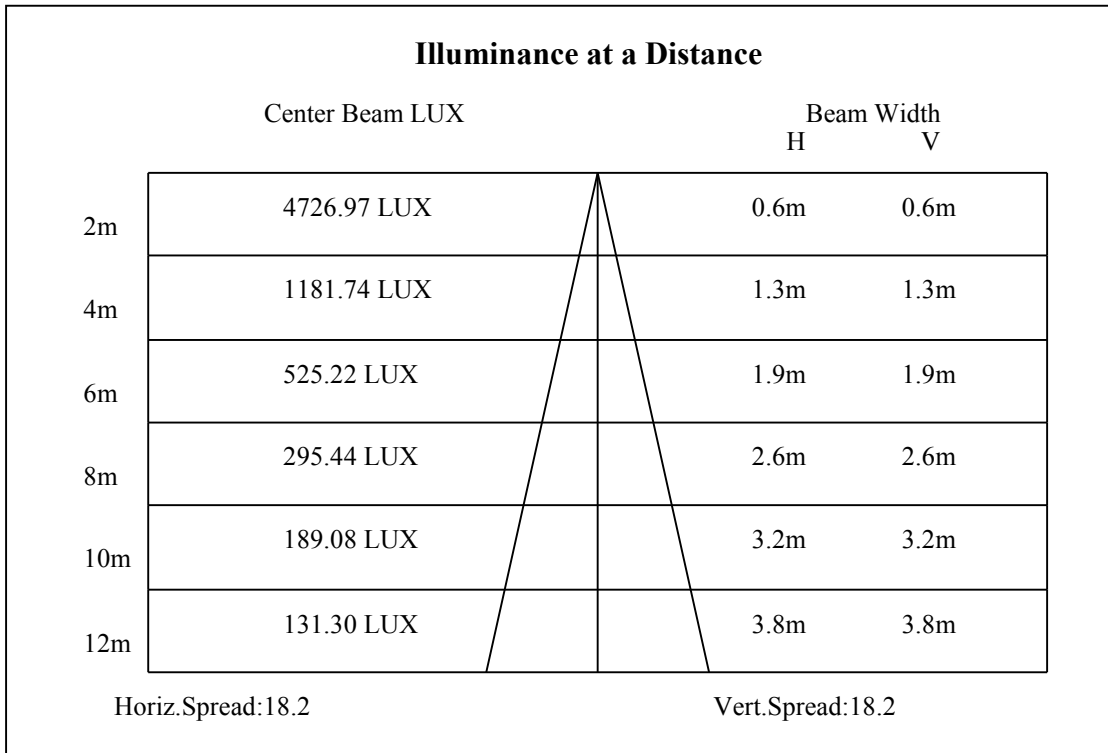 Illuminance at a Distance
Center Beam LUX Beam Width
H V
2m 4726.97 LUX 0.6m 0.6m
4m 1181.74 LUX 1.3m 1.3m
6m 525.22 LUX 1.9m 1.9m
8m 295.44 LUX 2.6m 2.6m
10m 189.08 LUX 3.2m 3.2m
12m 131.30 LUX 3.8m 3.8m
Horiz.Spread:18.2 Vert.Spread:18.2